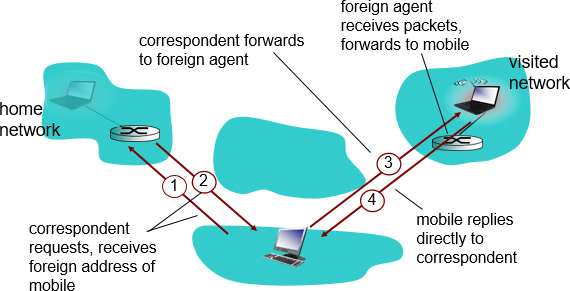 foreign agent
receives packets,
forwards to mobile
correspondent forwards
to foreign agent
visited
network
home
network
3
1
2
4
correspondent
requests, receives
foreign address of
mobile
mobile replies
directly to
correspondent